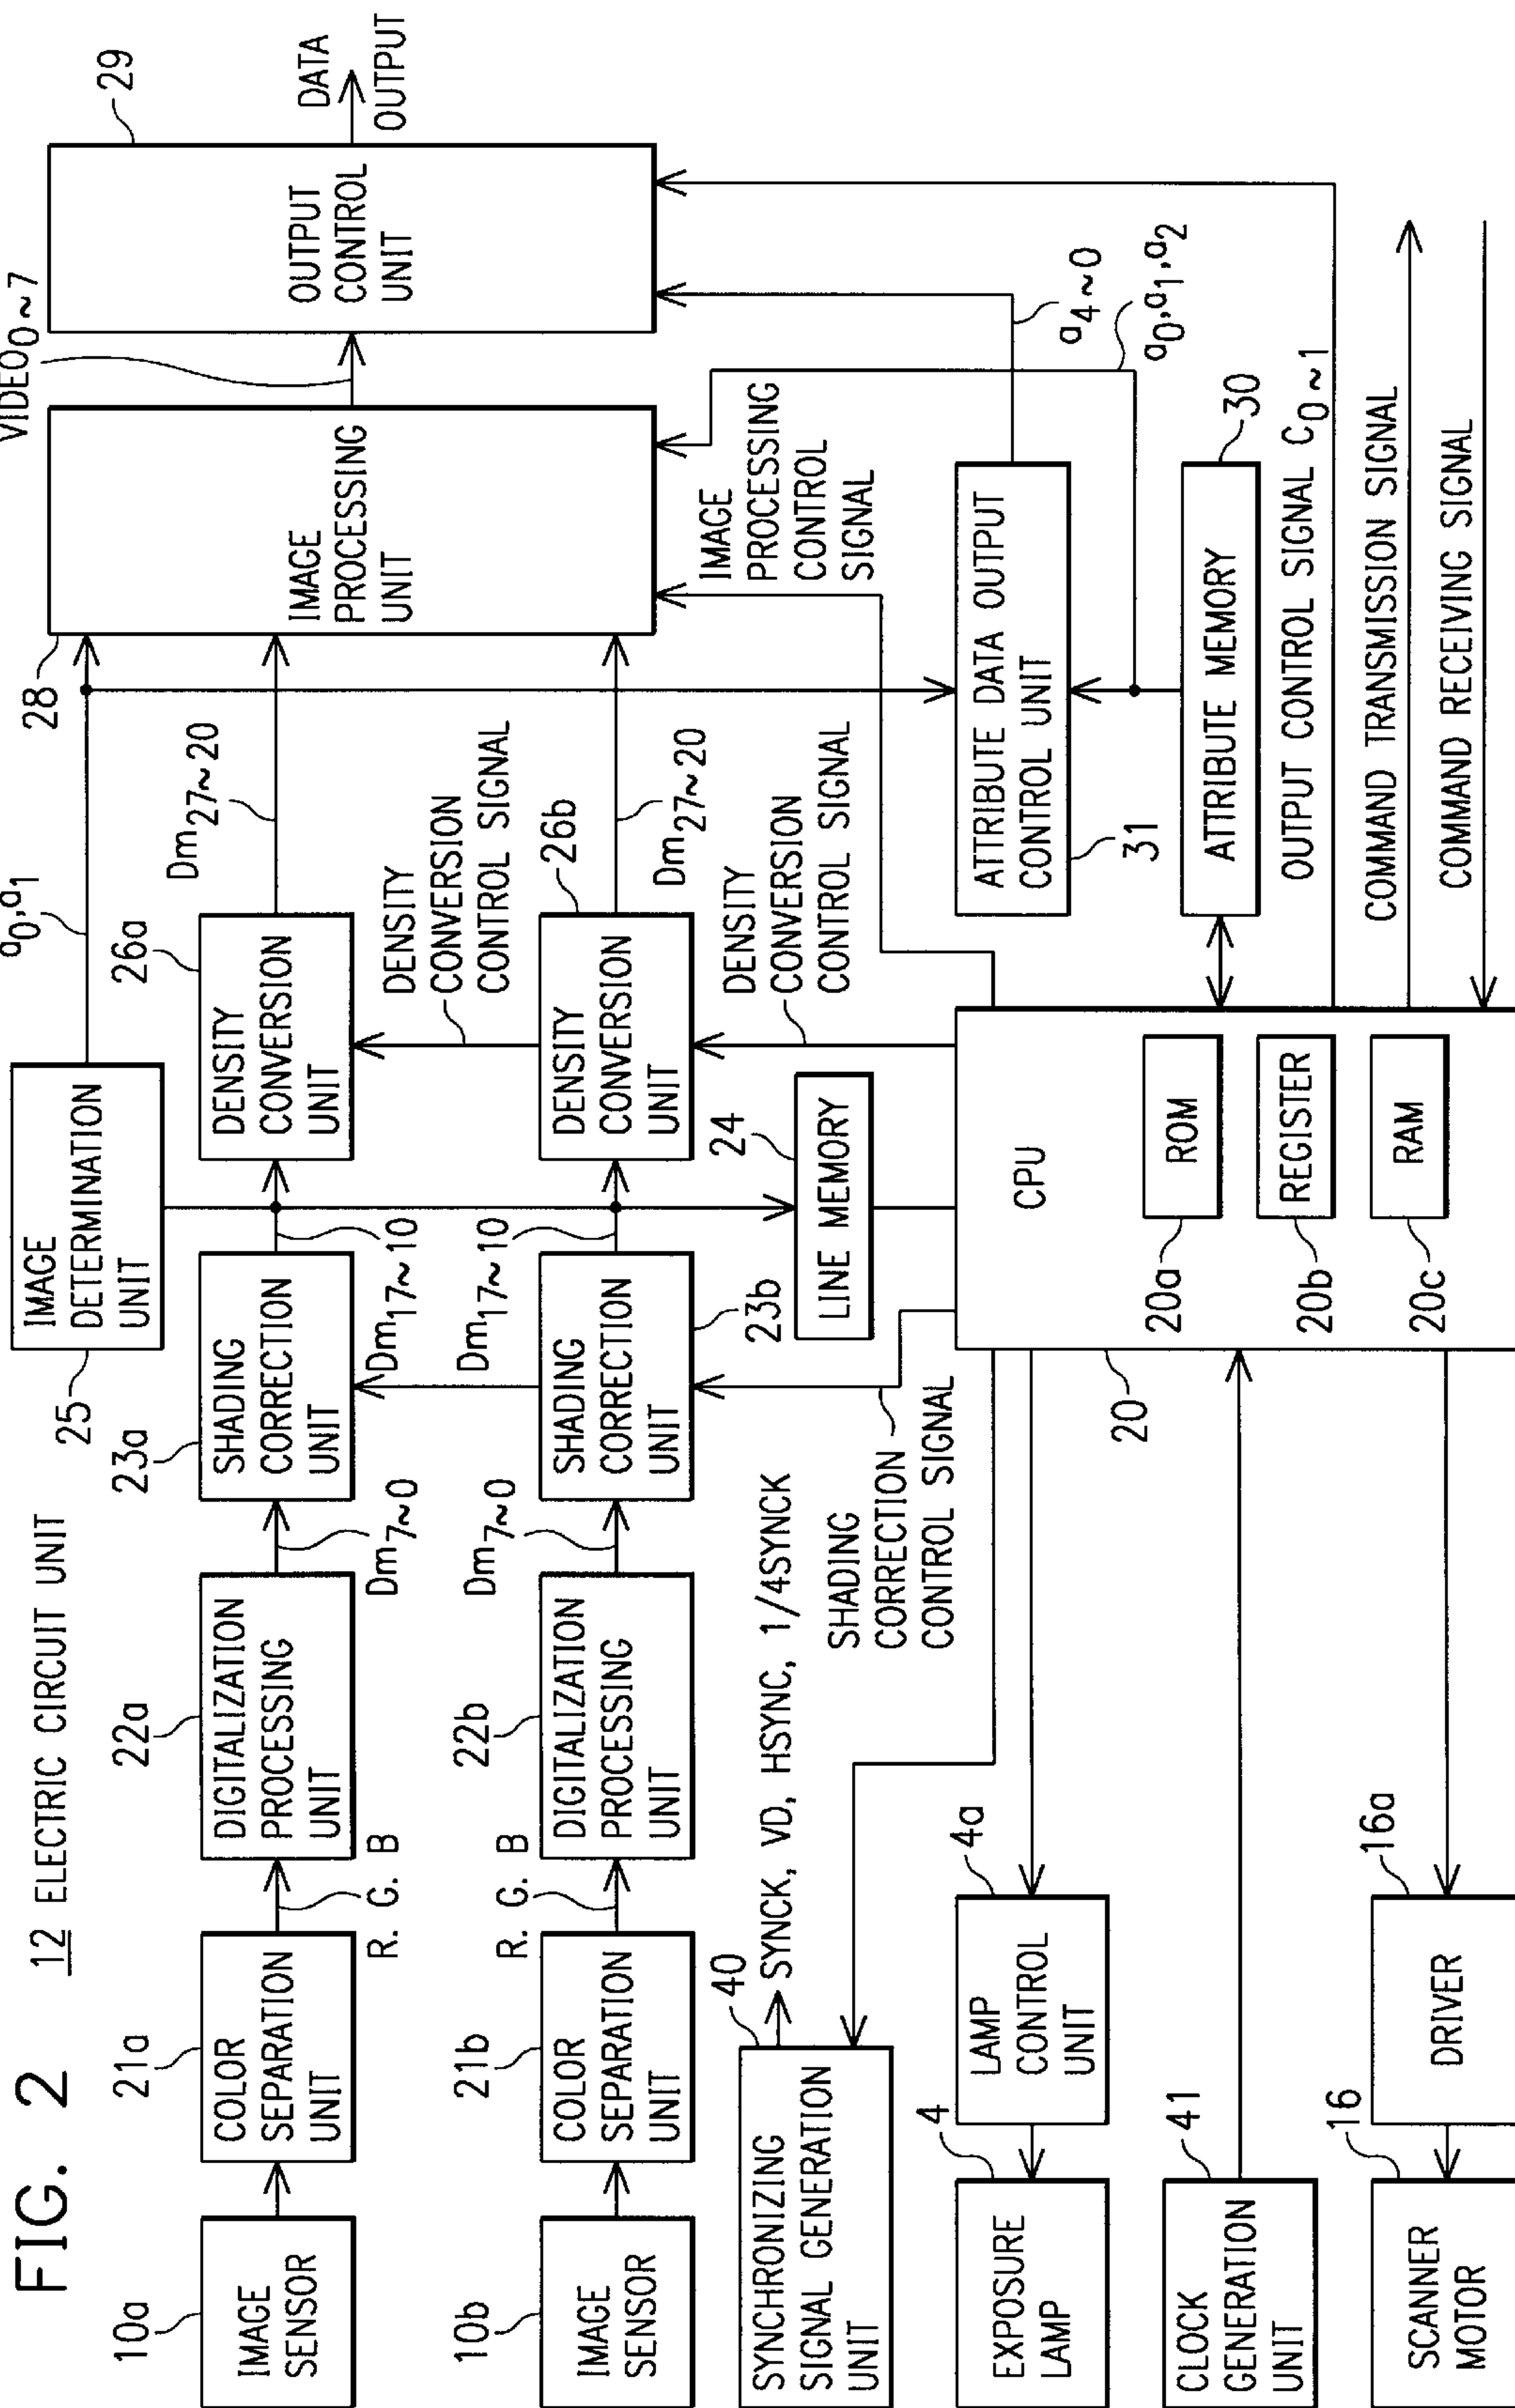 FIG. 2
12 ELECTRIC CIRCUIT UNIT
10a
IMAGE
SENSOR
21a
COLOR
SEPARATION
UNIT
R. G. B
22a
DIGITALIZATION
PROCESSING
UNIT
Dm7~0
23a
SHADING
CORRECTION
UNIT
Dm17~10
25
IMAGE
DETERMINATION
UNIT
a0,a1
26a
DENSITY
CONVERSION
UNIT
Dm27~20
28
IMAGE
PROCESSING
UNIT
VIDEO0~7
OUTPUT
CONTROL
UNIT
29
DATA
OUTPUT
10b
IMAGE
SENSOR
21b
COLOR
SEPARATION
UNIT
R. G. B
22b
DIGITALIZATION
PROCESSING
UNIT
Dm7~0
SHADING
CORRECTION
UNIT
23b
Dm17~10
DENSITY
CONVERSION
CONTROL SIGNAL
DENSITY
CONVERSION
UNIT
26b
Dm27~20
SYNCHRONIZING
SIGNAL GENERATION
UNIT
40
SYNCK, VD, HSYNC, 1/4SYNCK
SHADING
CORRECTION
CONTROL SIGNAL
LINE MEMORY
24
DENSITY
CONVERSION
CONTROL SIGNAL
IMAGE
PROCESSING
CONTROL
SIGNAL
EXPOSURE
LAMP
4
LAMP
CONTROL
UNIT
4a
20
CPU
ATTRIBUTE DATA OUTPUT
CONTROL UNIT
31
a4~0
a0,a1,a2
CLOCK
GENERATION
UNIT
41
ROM
20a
REGISTER
20b
RAM
20c
ATTRIBUTE MEMORY
30
OUTPUT CONTROL SIGNAL C0~1
SCANNER
MOTOR
16
DRIVER
16a
COMMAND TRANSMISSION SIGNAL
COMMAND RECEIVING SIGNAL